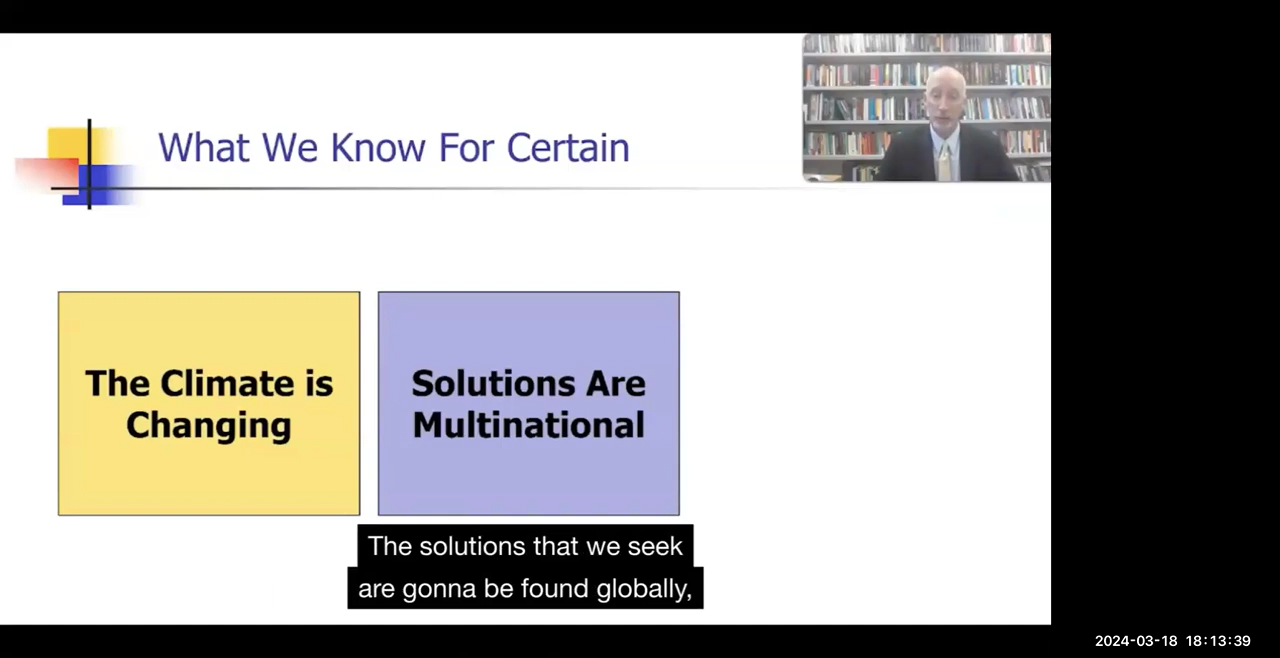 What We Know For Certain
The Climate is
Changing
Solutions Are
Multinational
The solutions that we seek
are gonna be found globally,
2024-03-18 18:13:39